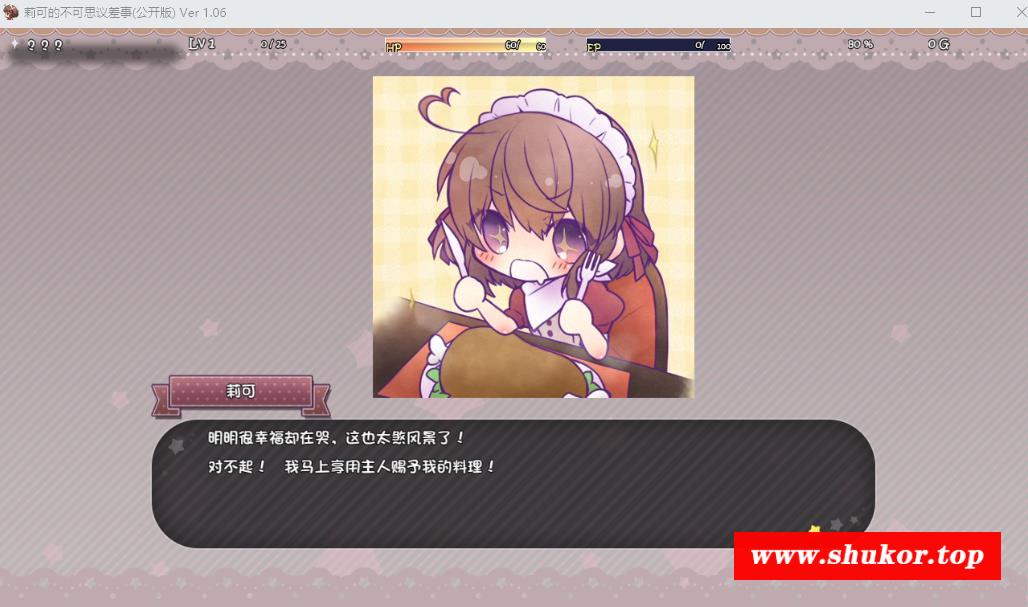 莉可的不可思议差事(公开版) Ver 1.06
? ? ? LV 1 0 / 25 HP 60/ 60 EP 0/ 100 80 % 0 G
莉可
明明很幸福却在哭，这也太煞风景了！
对不起！ 我马上享用主人赐予我的料理！
www.shukor.top